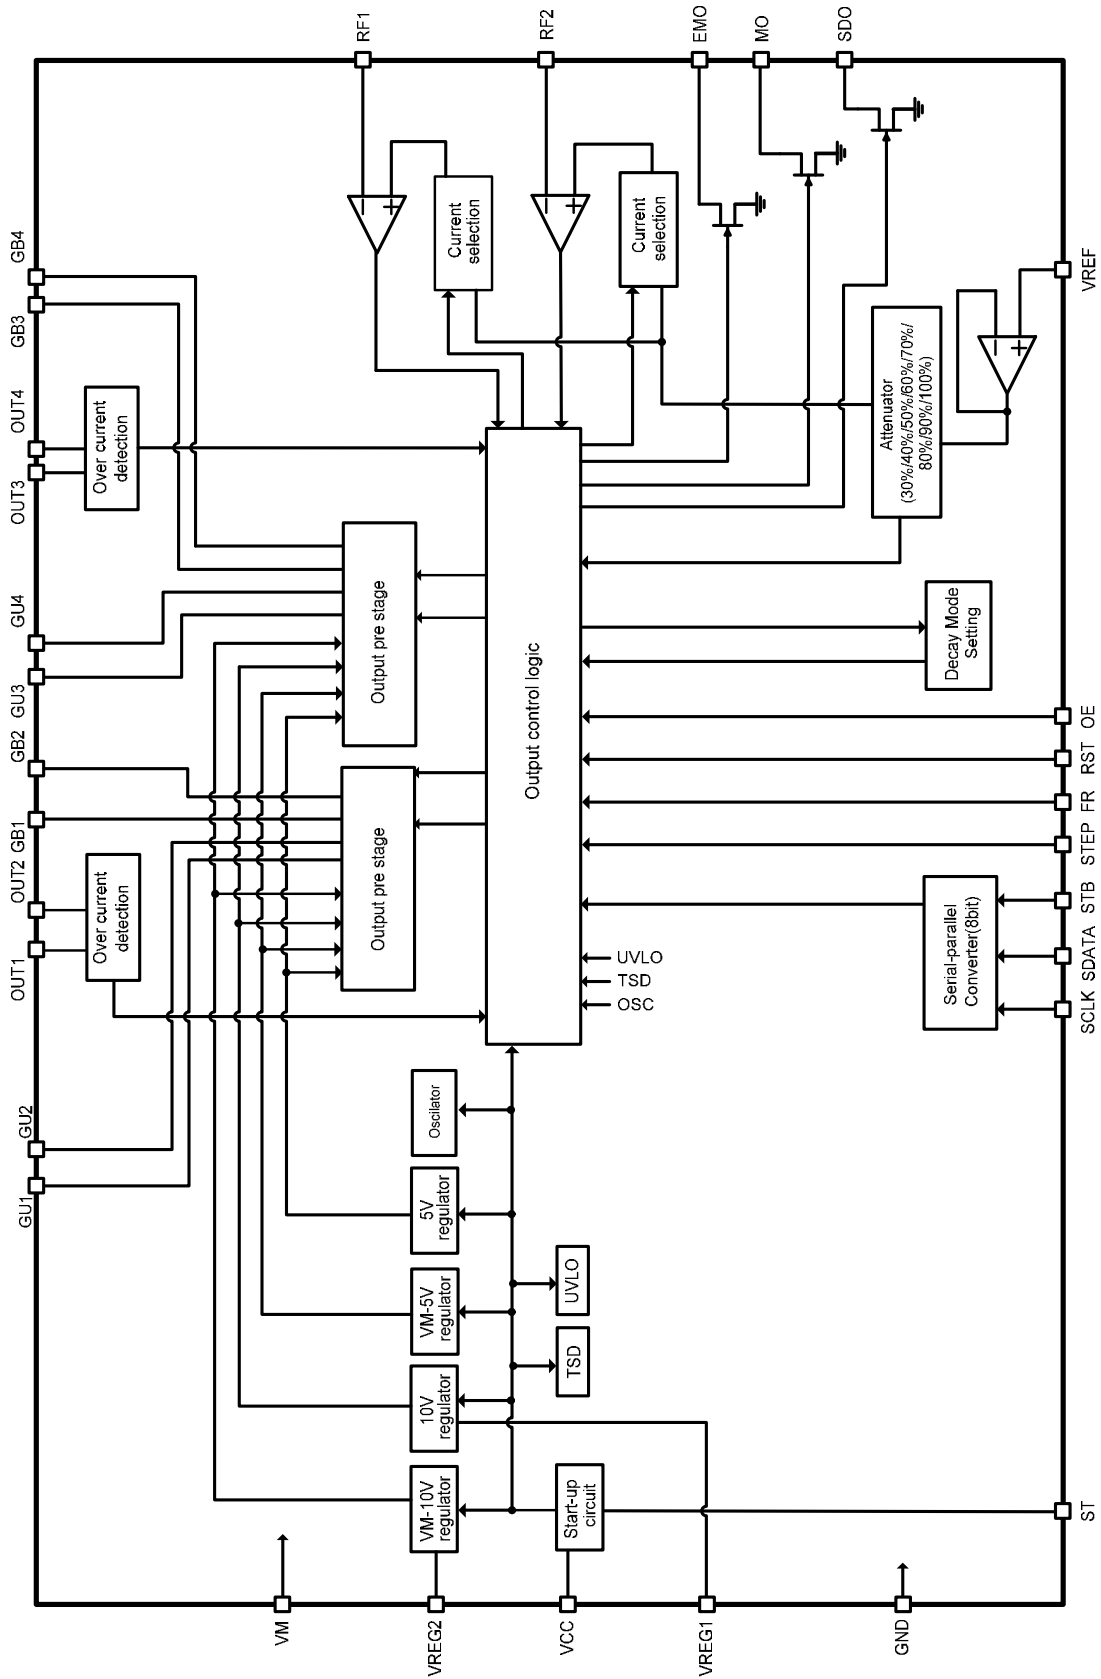 GB4
GB3
OUT4
OUT3
GU4
GU3
GB2
GB1
OUT2
OUT1
GU2
GU1
RF1
RF2
EMO
MO
SDO
Over current
detection
Current
selection
Current
selection
Attenuator
(30%/40%/50%/60%/70%/
80%/90%/100%)
VREF
Output pre stage
Output control logic
Decay Mode
Setting
Output pre stage
Over current
detection
OE
RST
FR
STEP
STB
SDATA
SCLK
Serial-parallel
Converter(8bit)
UVLO
TSD
OSC
Oscilator
5V
regulator
VM-5V
regulator
10V
regulator
VM-10V
regulator
UVLO
TSD
Start-up
circuit
ST
VM
VREG2
VCC
VREG1
GND